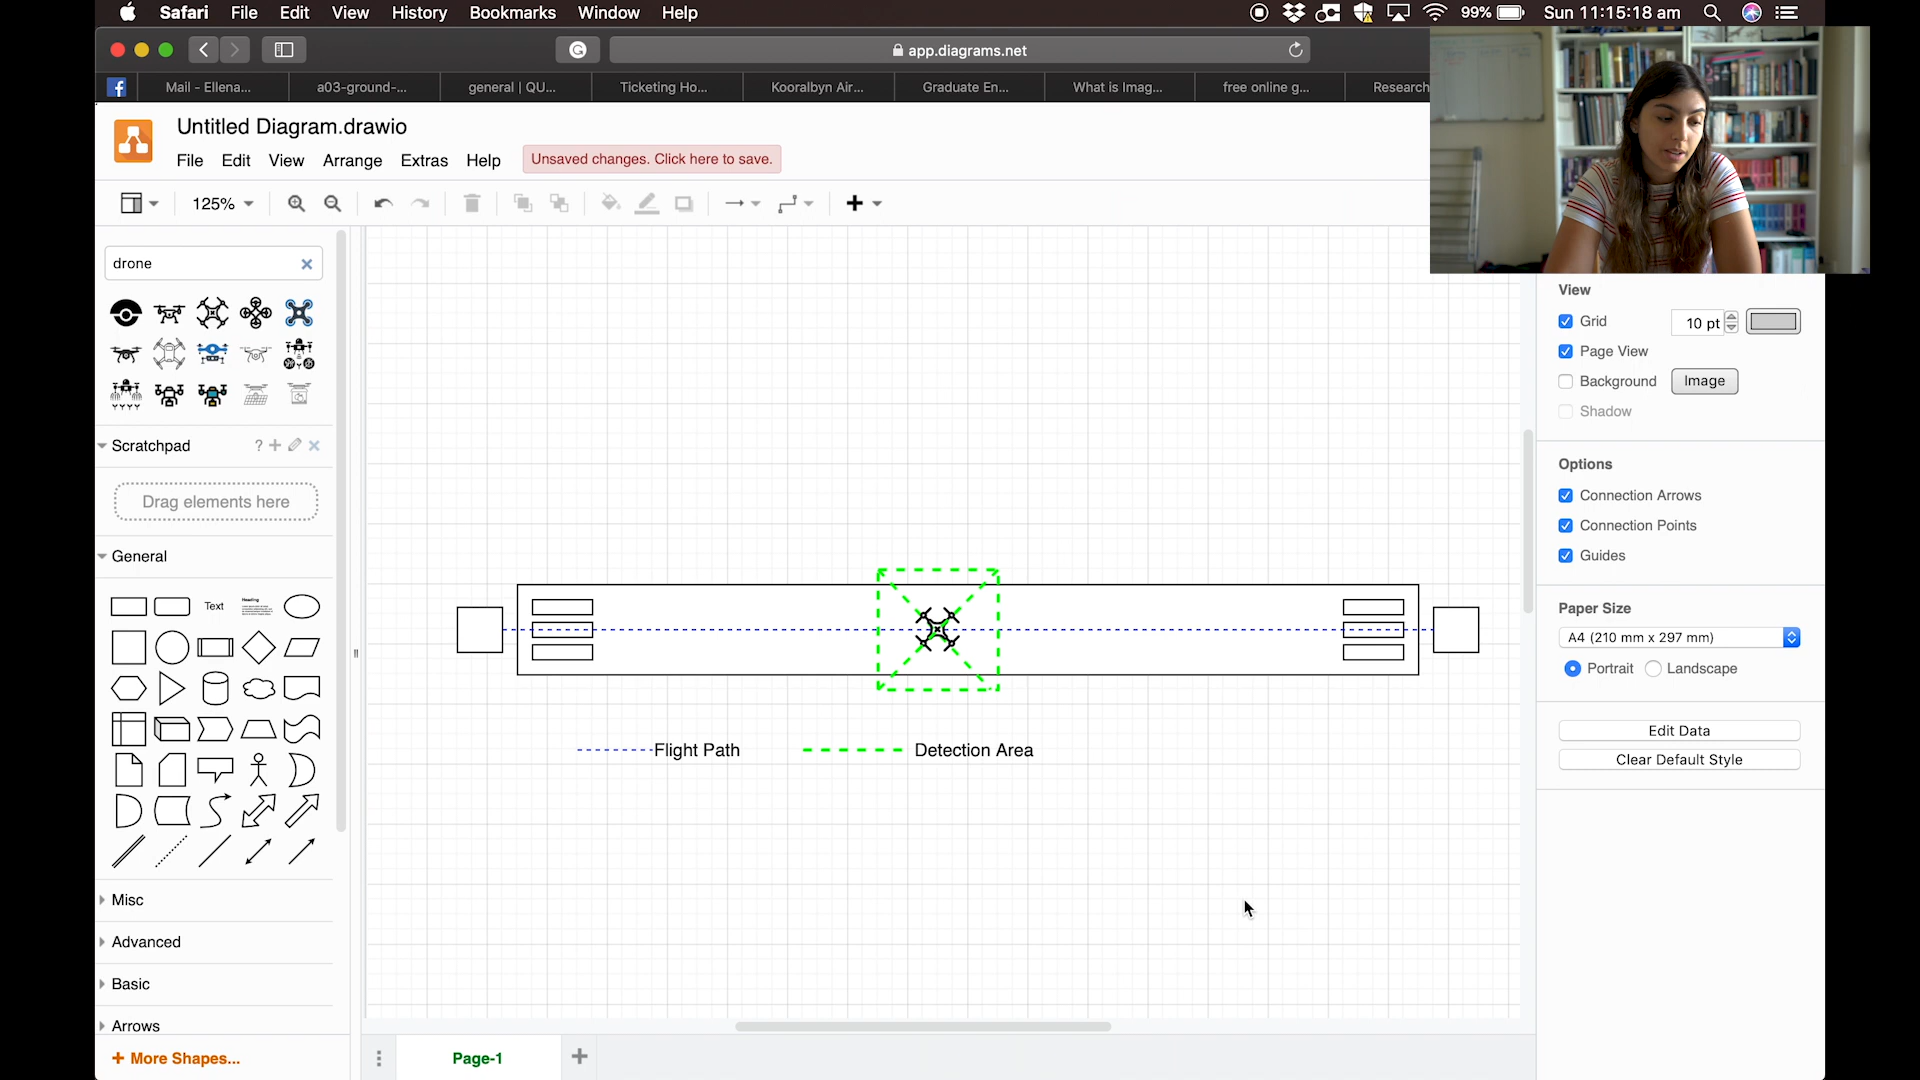 Safari File Edit View History Bookmarks Window Help 99% Sun 11:15:18 am
app.diagrams.net
Mail - Ellena... a03-ground-... general | QU... Ticketing Ho... Kooralbyn Air... Graduate En... What is Imag... free online g... Research
Untitled Diagram.drawio
File Edit View Arrange Extras Help Unsaved changes. Click here to save.
125%
drone
Scratchpad ?
Drag elements here
General
Text Heading
Misc
Advanced
Basic
Arrows
+ More Shapes...
Flight Path Detection Area
Page-1
View
Grid 10 pt
Page View
Background Image
Shadow
Options
Connection Arrows
Connection Points
Guides
Paper Size
A4 (210 mm x 297 mm)
Portrait Landscape
Edit Data
Clear Default Style